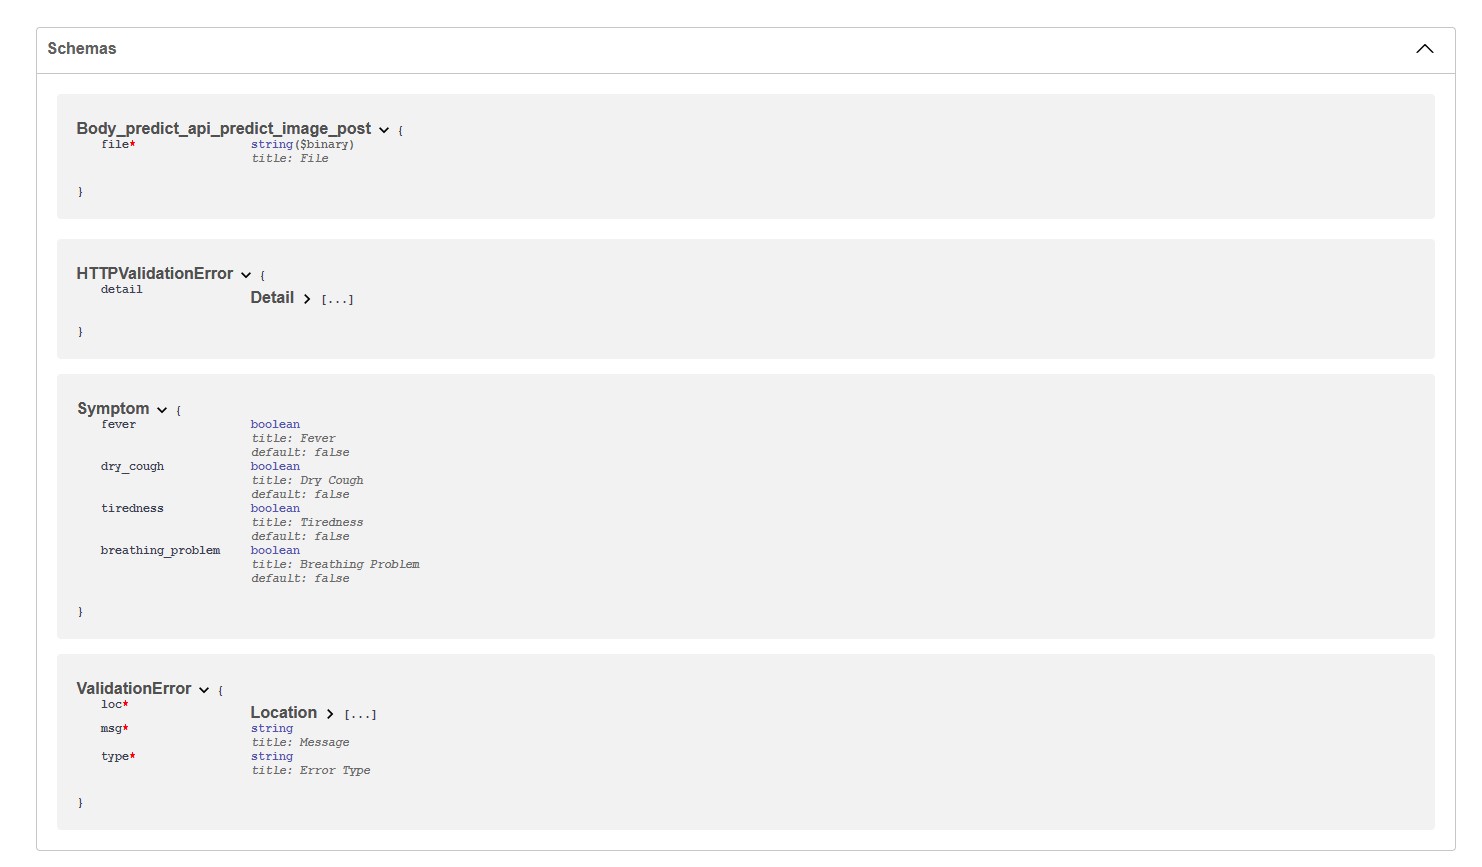 Schemas
Body_predict_api_predict_image_post {
file* string($binary)
title: File
}
HTTPValidationError {
detail Detail > [...]
}
Symptom {
fever boolean
title: Fever
default: false
dry_cough boolean
title: Dry Cough
default: false
tiredness boolean
title: Tiredness
default: false
breathing_problem boolean
title: Breathing Problem
default: false
}
ValidationError {
loc* Location > [...]
msg* string
title: Message
type* string
title: Error Type
}